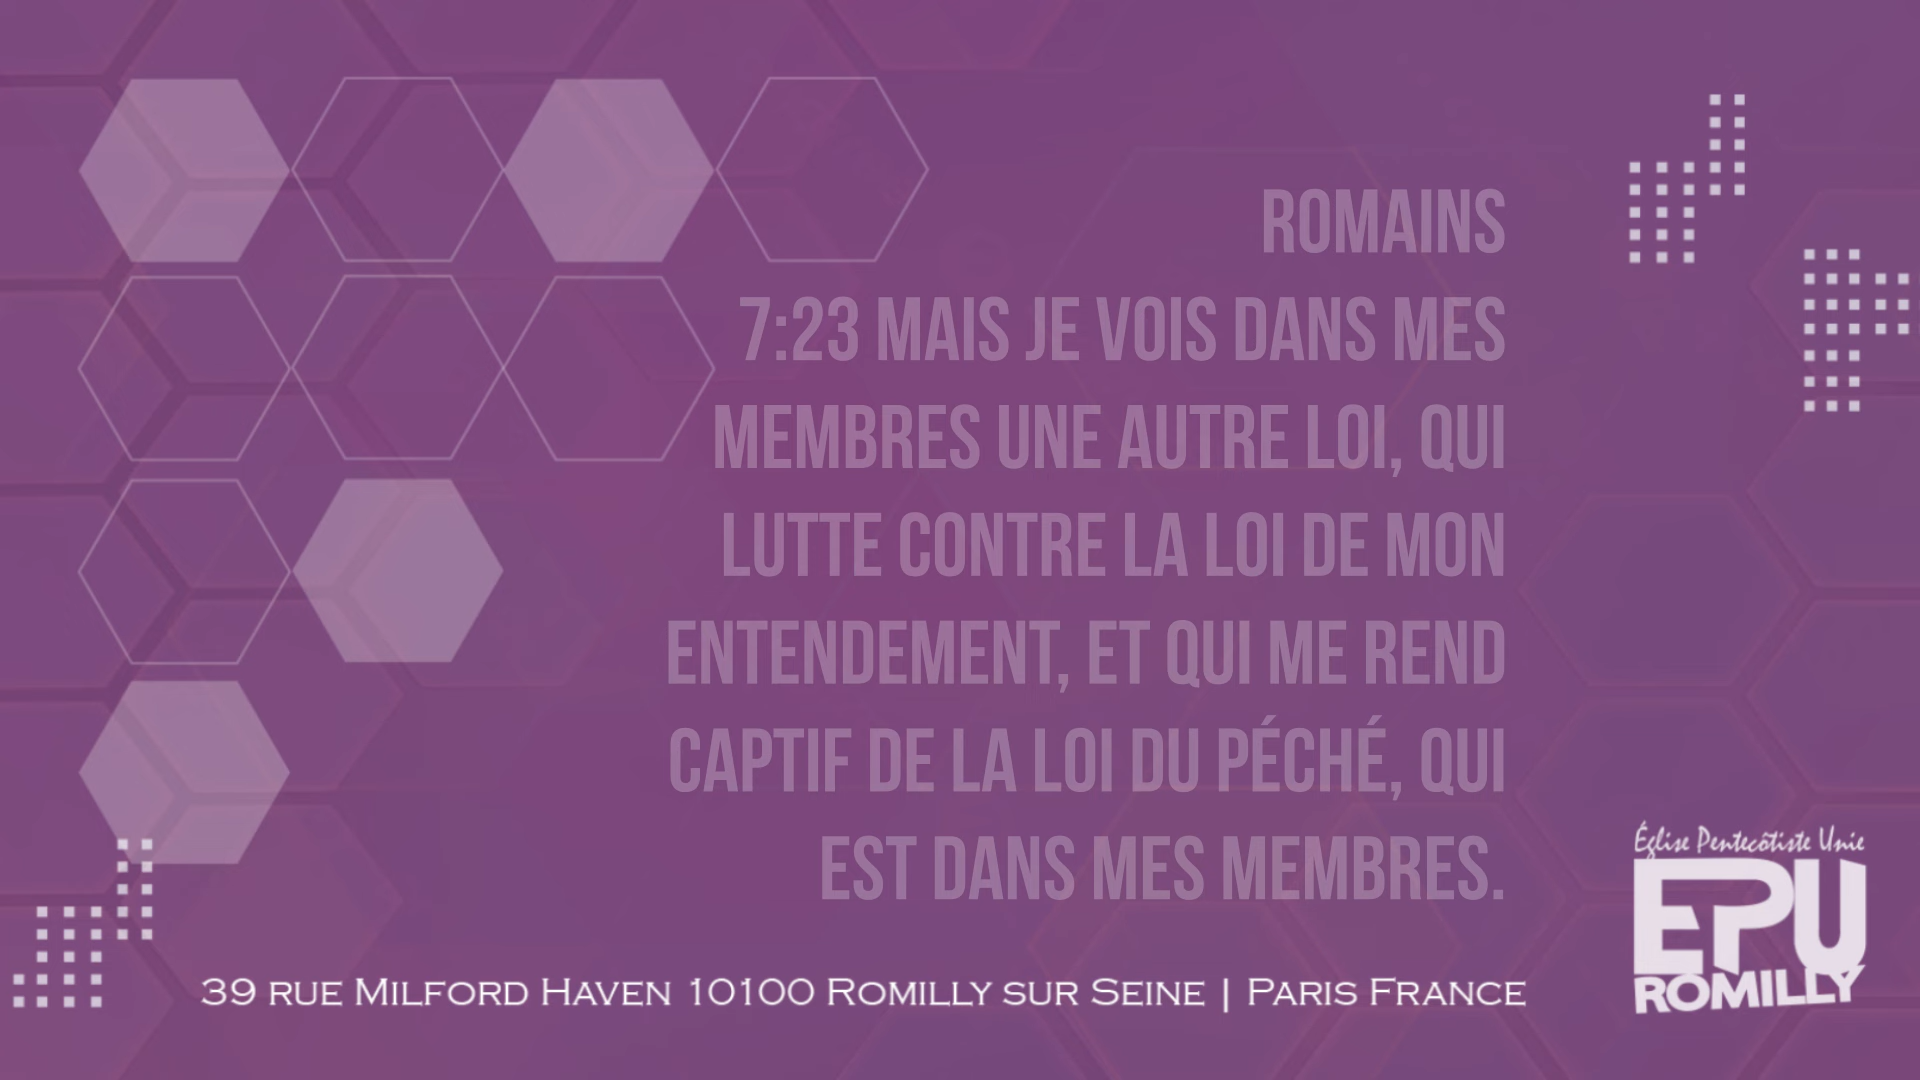 ROMAINS
7:23 MAIS JE VOIS DANS MES
MEMBRES UNE AUTRE LOI, QUI
LUTTE CONTRE LA LOI DE MON
ENTENDEMENT, ET QUI ME REND
CAPTIF DE LA LOI DU PÉCHÉ, QUI
EST DANS MES MEMBRES.
Église Pentecôtiste Unie
EPU
ROMILLY
39 RUE MILFORD HAVEN 10100 ROMILLY SUR SEINE | PARIS FRANCE